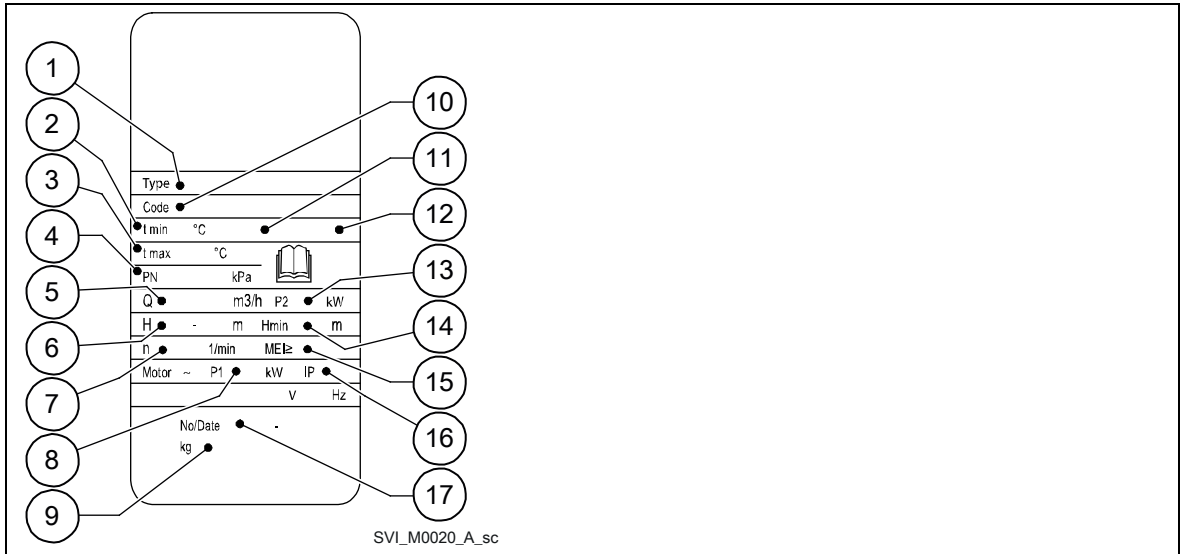 1
2
3
4
5
6
7
8
9
10
11
12
13
14
15
16
17
Type
Code
t min °C
t max °C
PN kPa
Q m3/h P2 kW
H - m Hmin m
n 1/min MEI≥
Motor ~ P1 kW IP
V Hz
No/Date -
kg
SVI_M0020_A_sc